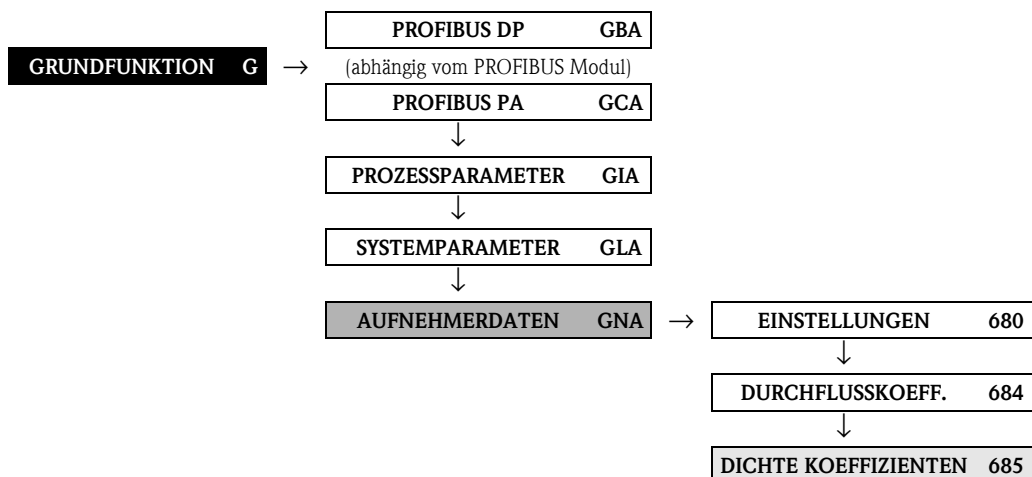 PROFIBUS DP GBA
GRUNDFUNKTION G → (abhängig vom PROFIBUS Modul)
PROFIBUS PA GCA
↓
PROZESSPARAMETER GIA
↓
SYSTEMPARAMETER GLA
↓
AUFNEHMERDATEN GNA → EINSTELLUNGEN 680
↓
DURCHFLUSSKOEFF. 684
↓
DICHTE KOEFFIZIENTEN 685